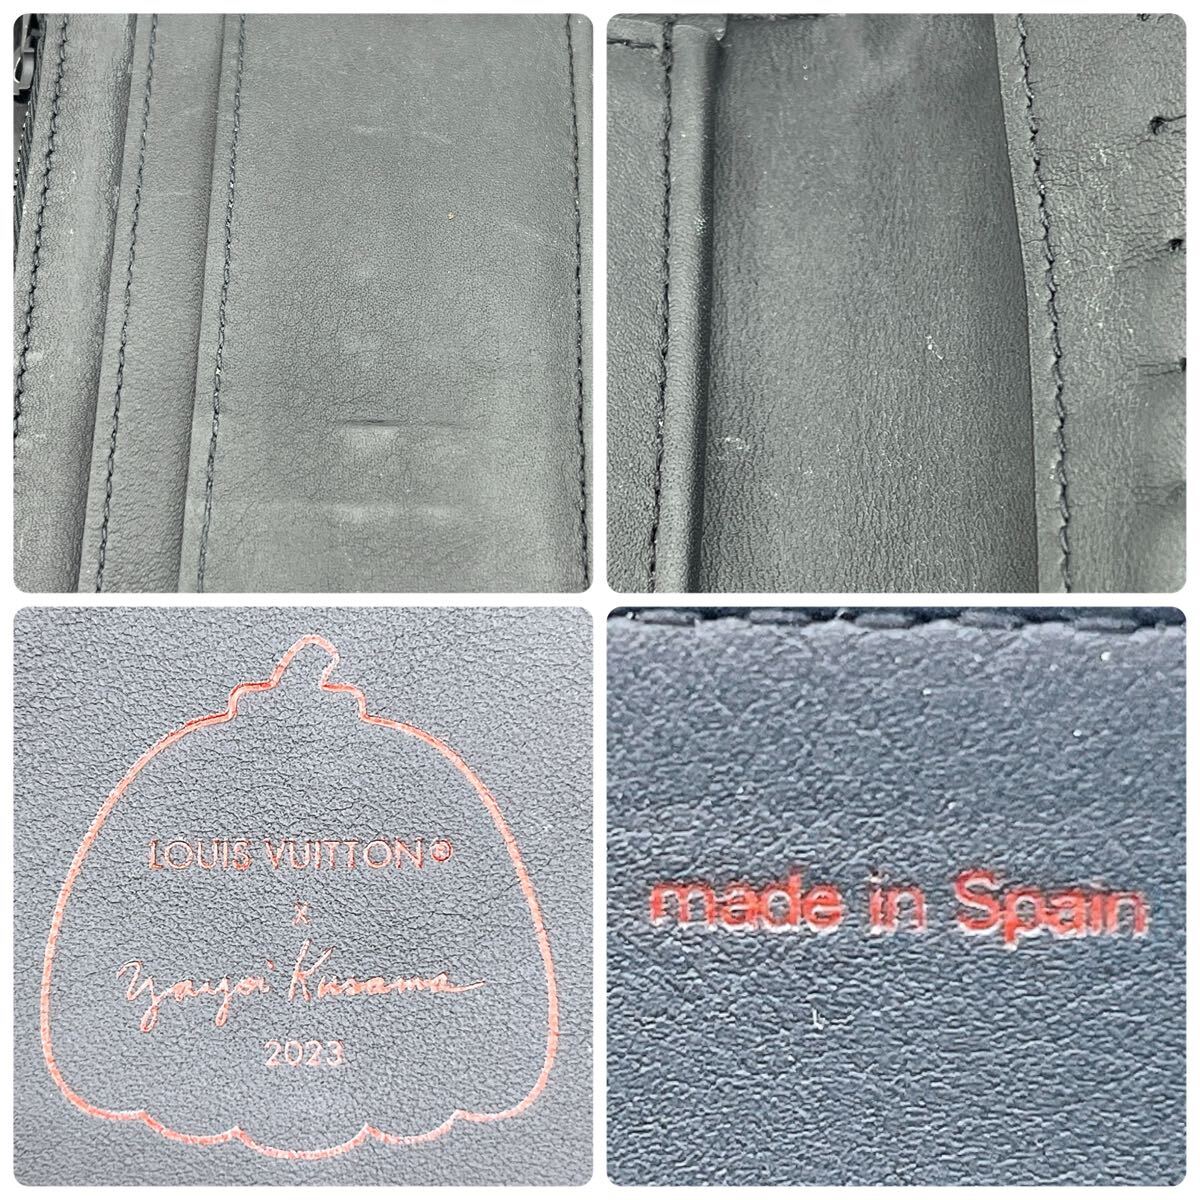 LOUIS VUITTON®
x
Yayoi Kusama
2023
made in Spain